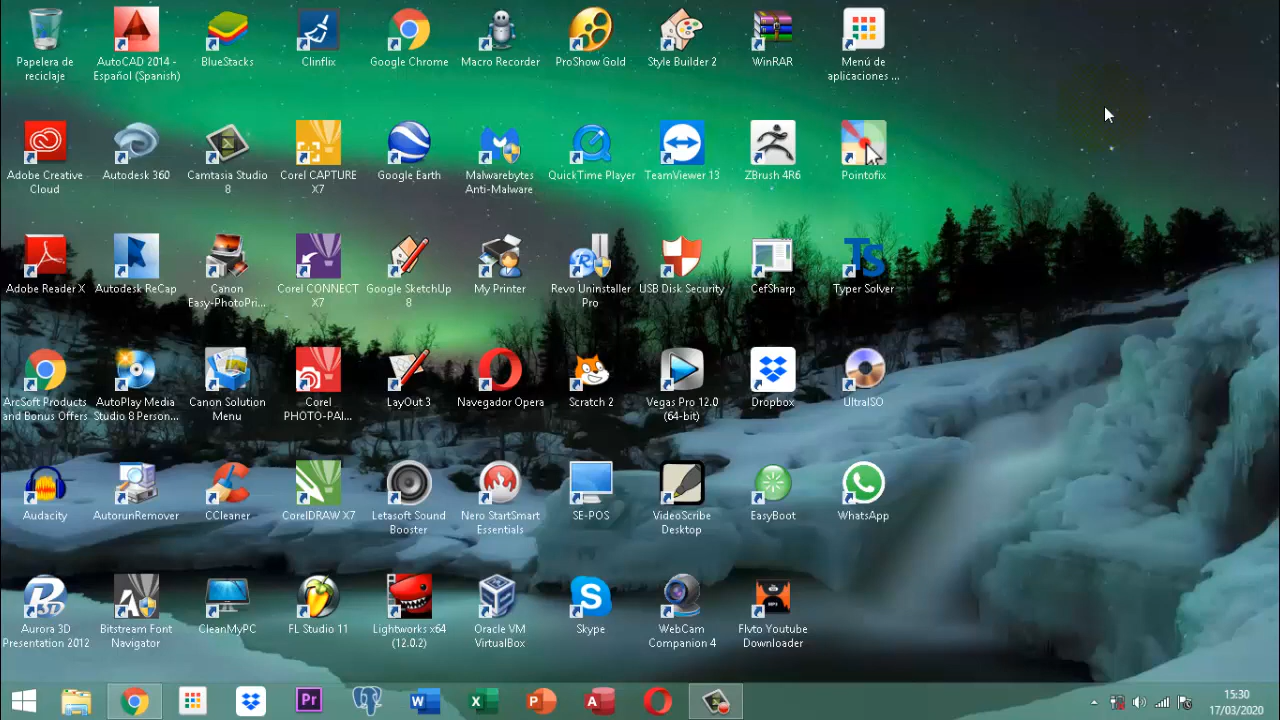 Papelera de
reciclaje
AutoCAD 2014 -
Español (Spanish)
BlueStacks
Clinflix
Google Chrome
Macro Recorder
ProShow Gold
Style Builder 2
WinRAR
Menú de
aplicaciones ...
Adobe Creative
Cloud
Autodesk 360
Camtasia Studio
8
Corel CAPTURE
X7
Google Earth
Malwarebytes
Anti-Malware
QuickTime Player
TeamViewer 13
ZBrush 4R6
Pointofix
Adobe Reader X
Autodesk ReCap
Canon
Easy-PhotoPri...
Corel CONNECT
X7
Google SketchUp
8
My Printer
Revo Uninstaller
Pro
USB Disk Security
CefSharp
TS
Typer Solver
ArcSoft Products
and Bonus Offers
AutoPlay Media
Studio 8 Person...
Canon Solution
Menu
Corel
PHOTO-PAI...
LayOut 3
Navegador Opera
Scratch 2
Vegas Pro 12.0
(64-bit)
Dropbox
UltraISO
Audacity
AutorunRemover
CCleaner
CorelDRAW X7
Letasoft Sound
Booster
Nero StartSmart
Essentials
SE-POS
VideoScribe
Desktop
EasyBoot
WhatsApp
Aurora 3D
Presentation 2012
Bitstream Font
Navigator
CleanMyPC
FL Studio 11
Lightworks x64
(12.0.2)
Oracle VM
VirtualBox
Skype
WebCam
Companion 4
Flvto Youtube
Downloader
Pr
W
X
P
A
15:30
17/03/2020